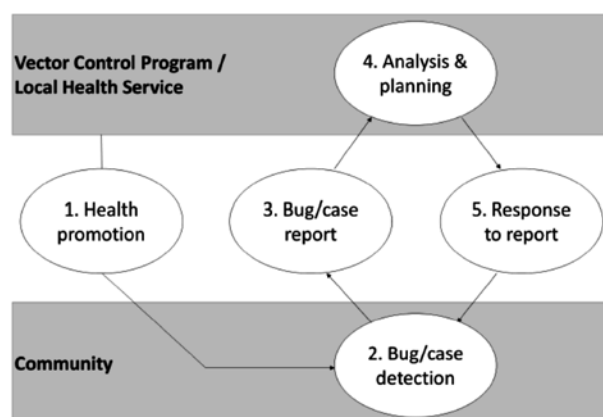 Vector Control Program /
Local Health Service
4. Analysis &
planning
1. Health
promotion
3. Bug/case
report
5. Response
to report
Community
2. Bug/case
detection